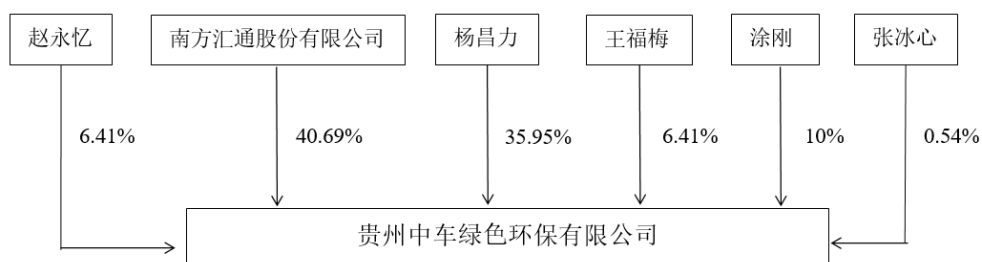 赵永忆 南方汇通股份有限公司 杨昌力 王福梅 涂刚 张冰心
6.41% 40.69% 35.95% 6.41% 10% 0.54%
贵州中车绿色环保有限公司